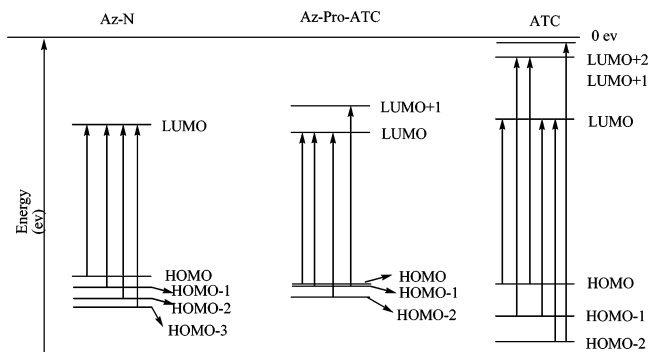 Az-N
Az-Pro-ATC
ATC
0 ev
LUMO+2
LUMO+1
LUMO+1
LUMO
LUMO
LUMO
Energy
(ev)
HOMO
HOMO-1
HOMO-2
HOMO-3
HOMO
HOMO-1
HOMO-2
HOMO
HOMO-1
HOMO-2